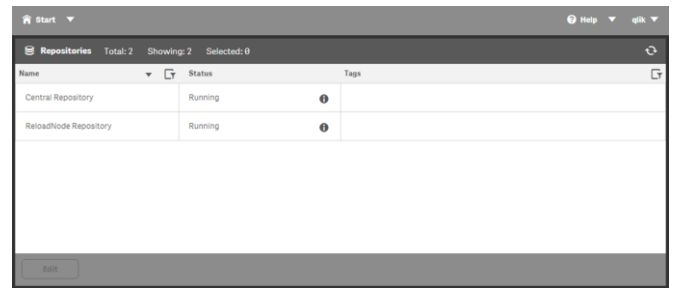 Start Help qlik
Repositories Total: 2 Showing: 2 Selected: 0
Name Status Tags
Central Repository Running
ReloadNode Repository Running
Edit